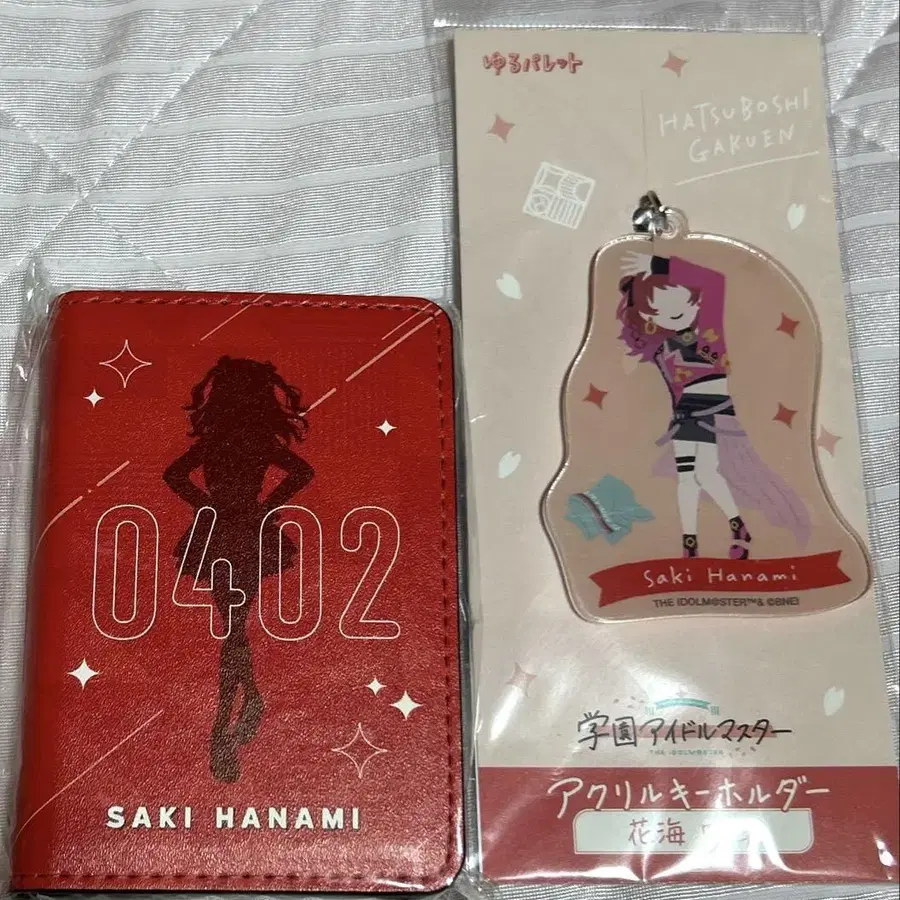 0402
SAKI HANAMI
ゆるパレット
HATSUBOSHI
GAKUEN
Saki Hanami
THE IDOLM@STER™& ©BNEI
学園アイドルマスター
THE IDOLM@STER
アクリルキーホルダー
花海